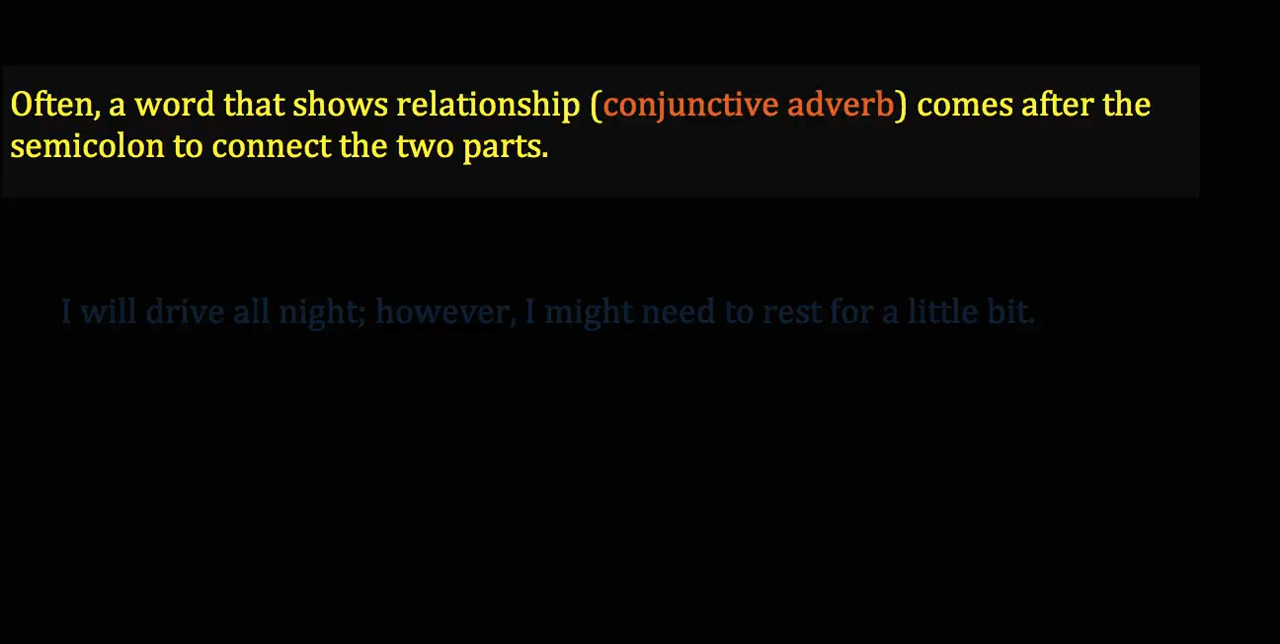 Often, a word that shows relationship (conjunctive adverb) comes after the
semicolon to connect the two parts.
I will drive all night; however, I might need to rest for a little bit.